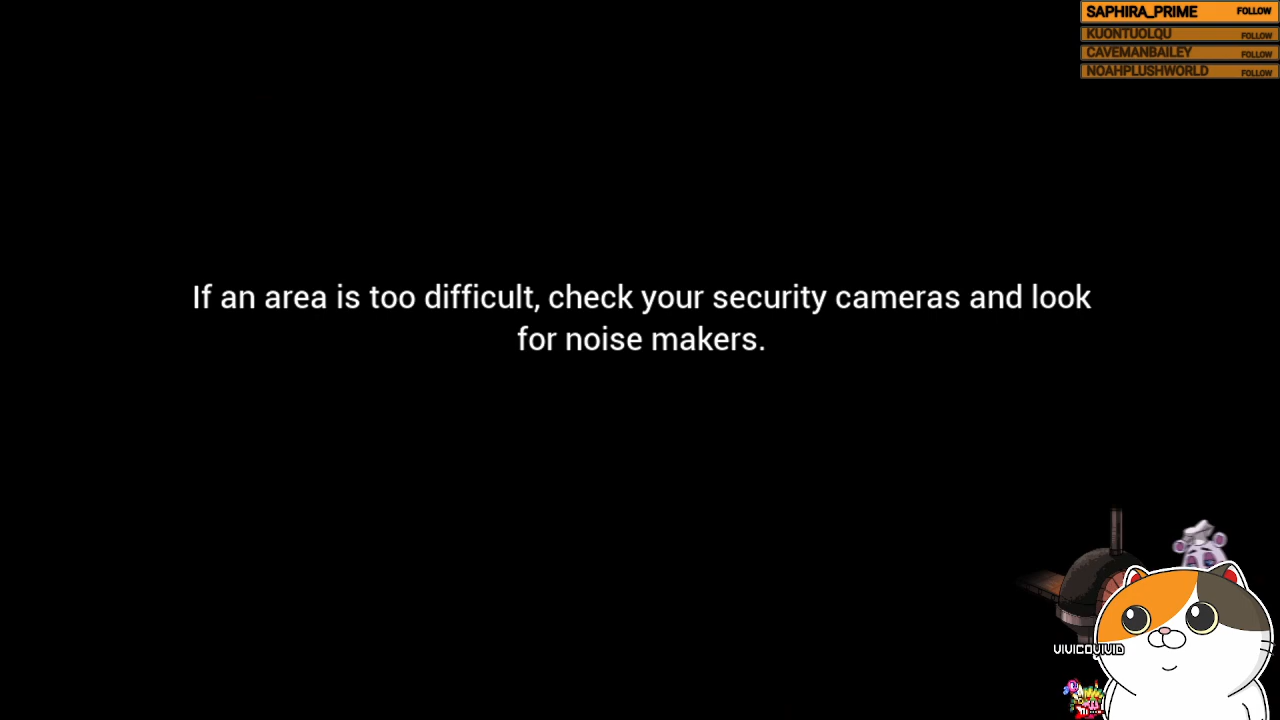 SAPHIRA_PRIME FOLLOW
KUONTUOLQU FOLLOW
CAVEMANBAILEY FOLLOW
NOAHPLUSHWORLD FOLLOW
If an area is too difficult, check your security cameras and look
for noise makers.
VIVICOVIVID